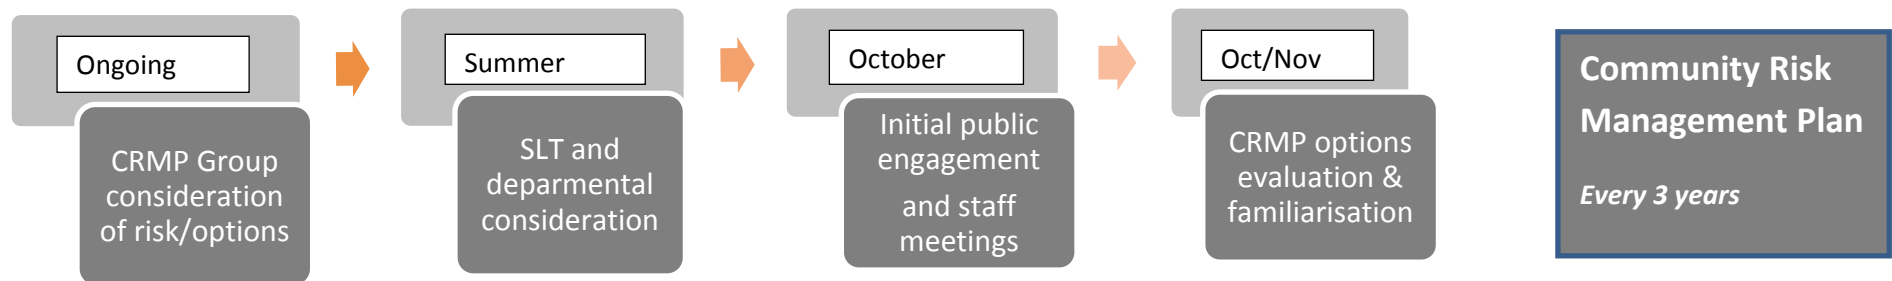 Ongoing
CRMP Group
consideration
of risk/options
Summer
SLT and
deparmental
consideration
October
Initial public
engagement
and staff
meetings
Oct/Nov
CRMP options
evaluation &
familiarisation
Community Risk
Management Plan
Every 3 years